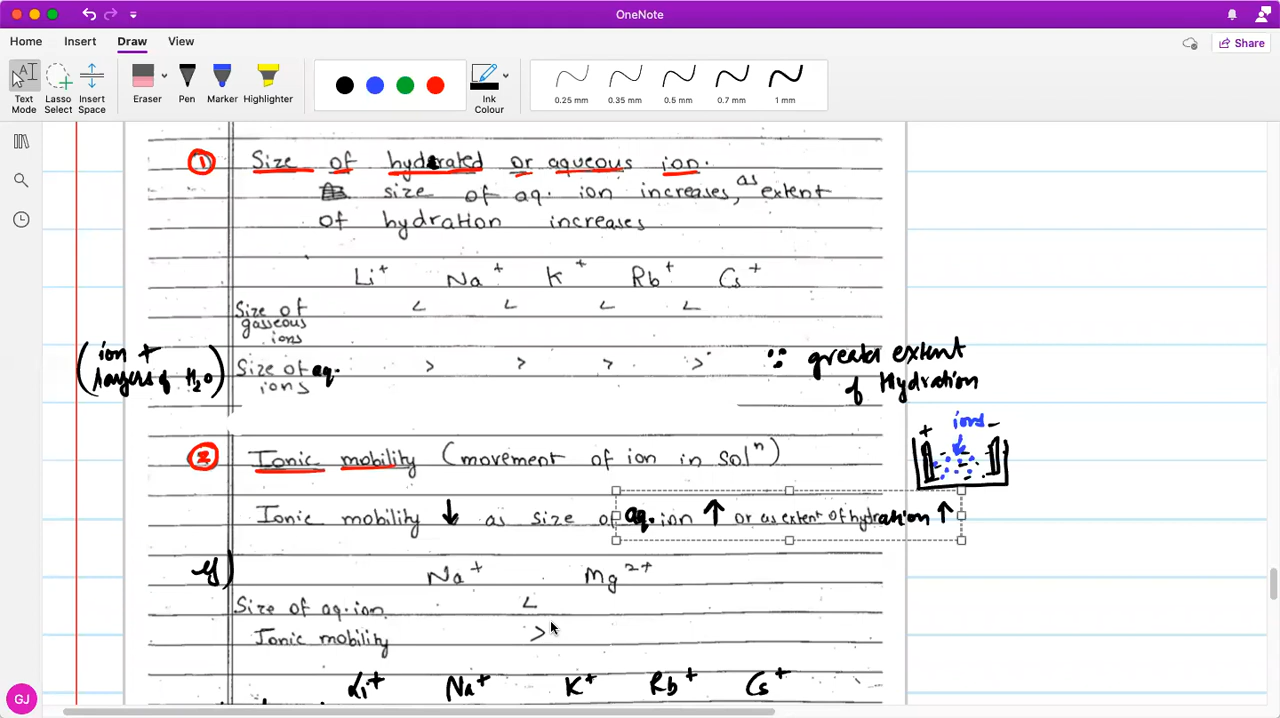 OneNote
Home Insert Draw View
Share
Text Mode
Lasso Select
Insert Space
Eraser
Pen
Marker
Highlighter
Ink Colour
0.25 mm
0.35 mm
0.5 mm
0.7 mm
1 mm
① Size of hydrated or aqueous ion.
size of aq. ion increases, as extent
of hydration increases
Li+ Na+ K+ Rb+ Cs+
Size of gasseous ions < < < <
(ion + layers of H2O) Size of aq. ions > > > > ∵ greater extent of Hydration
ions
+ −
② Ionic mobility (movement of ion in soln)
Ionic mobility ↓ as size of aq. ion ↑ or as extent of hydration ↑
eg) Na+ Mg2+
Size of aq. ion <
Ionic mobility >
Li+ Na+ K+ Rb+ Cs+
GJ